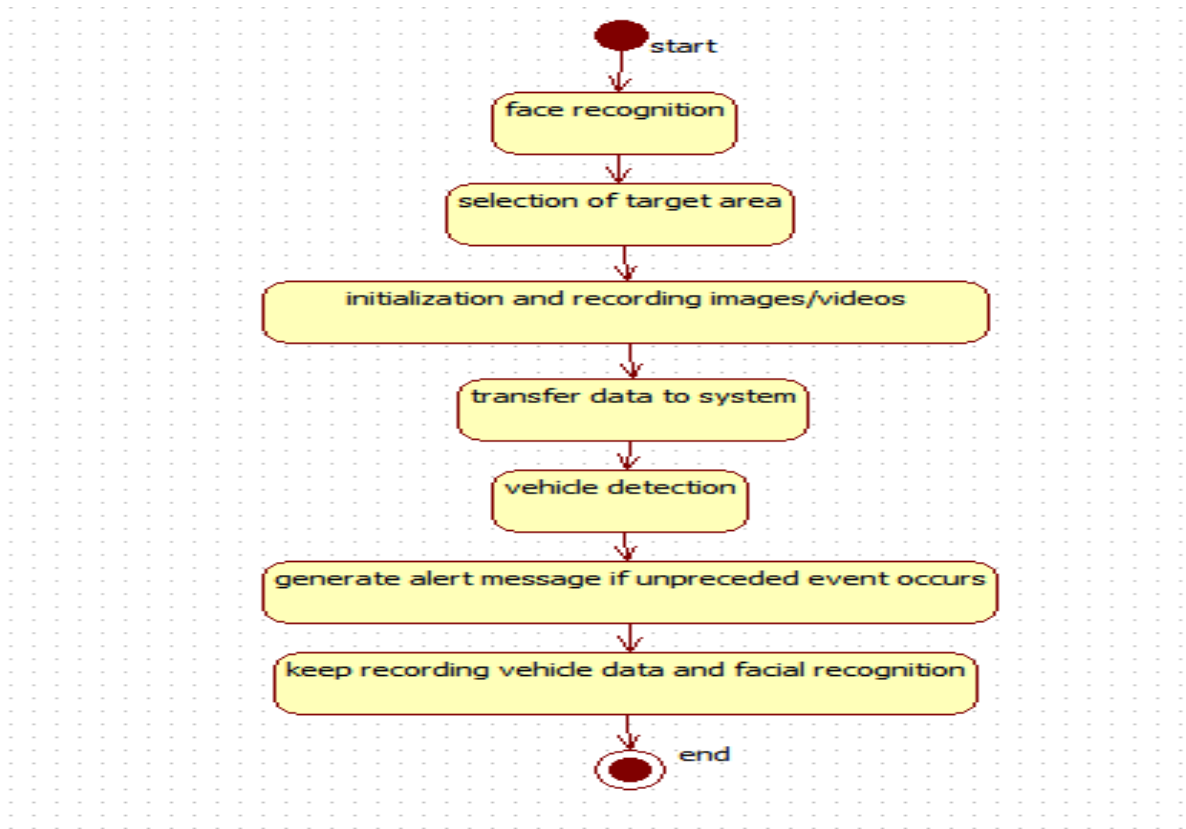 start
face recognition
selection of target area
initialization and recording images/videos
transfer data to system
vehicle detection
generate alert message if unpreceded event occurs
keep recording vehicle data and facial recognition
end